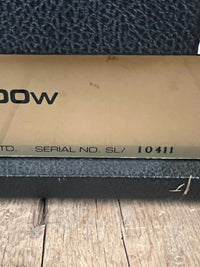 00W
TD. SERIAL NO. SL/ 10411